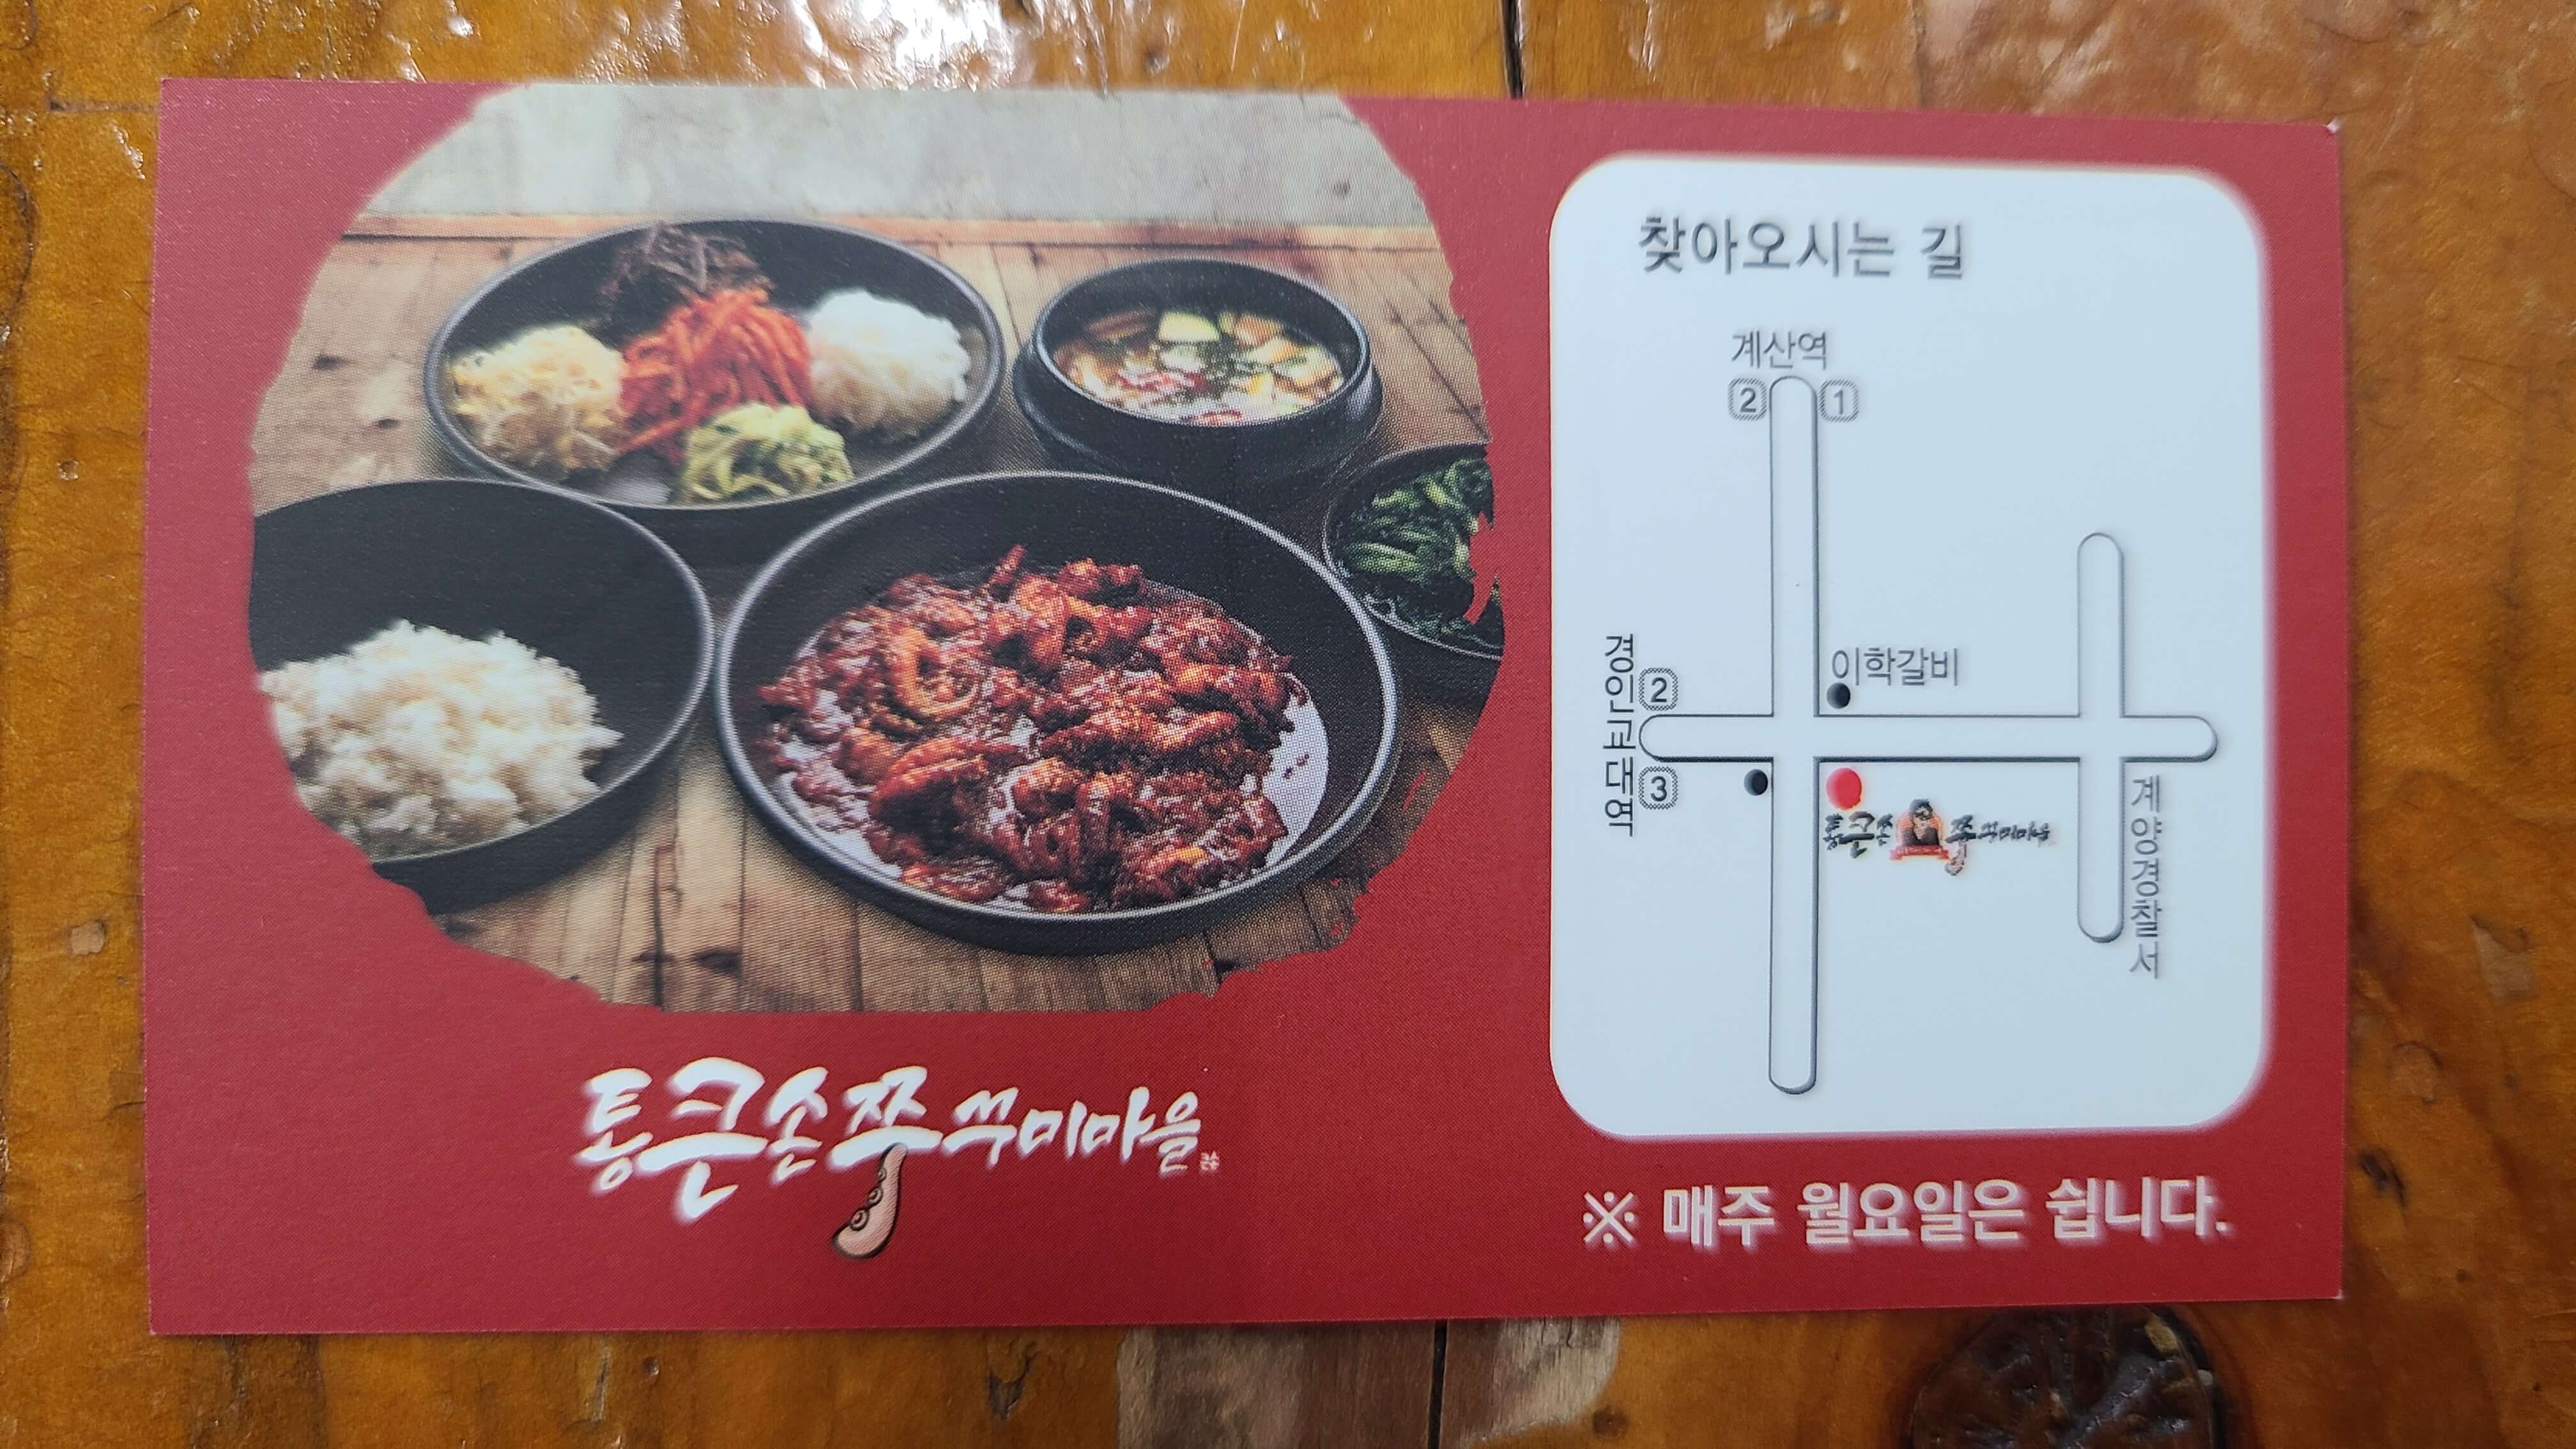 찾아오시는 길
계산역
2 1
이학갈비
경인교대역
2
3
통큰손쭈꾸미마을
계양경찰서
통큰손쭈꾸미마을
※ 매주 월요일은 쉽니다.